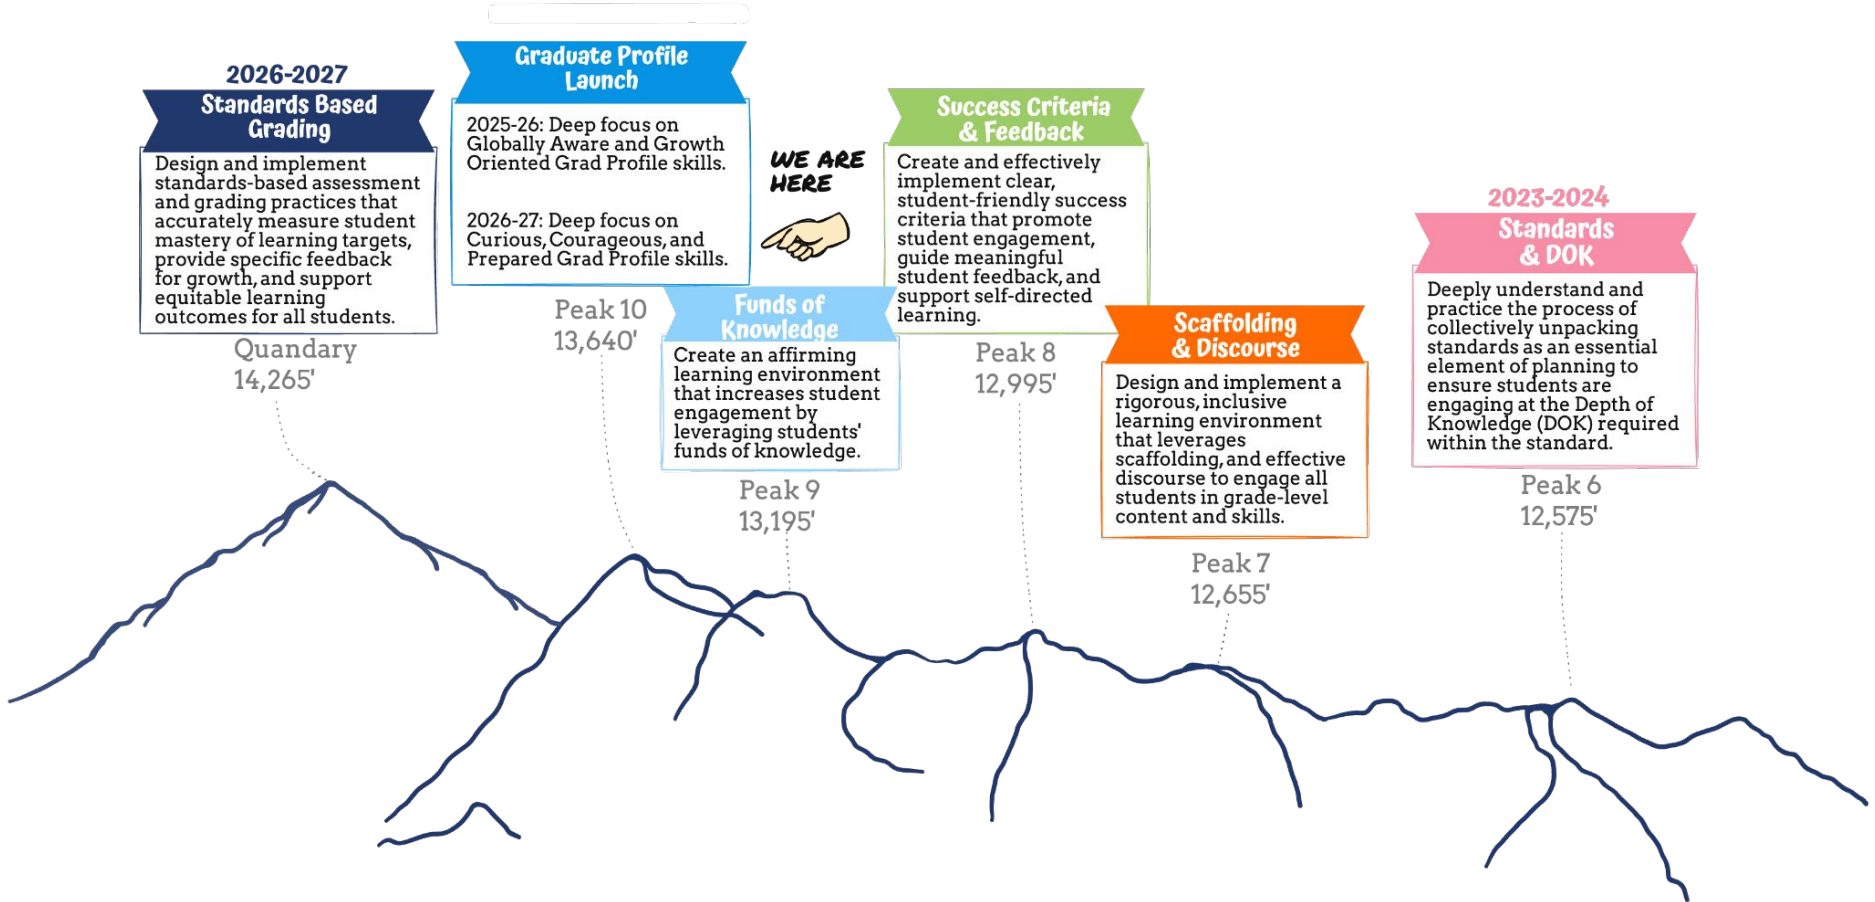 2026-2027
Standards Based
Grading
Design and implement
standards-based assessment
and grading practices that
accurately measure student
mastery of learning targets,
provide specific feedback
for growth, and support
equitable learning
outcomes for all students.
Quandary
14,265'
Graduate Profile
Launch
2025-26: Deep focus on
Globally Aware and Growth
Oriented Grad Profile skills.
2026-27: Deep focus on
Curious, Courageous, and
Prepared Grad Profile skills.
Peak 10
13,640'
WE ARE
HERE
Funds of
Knowledge
Create an affirming
learning environment
that increases student
engagement by
leveraging students'
funds of knowledge.
Peak 9
13,195'
Success Criteria
& Feedback
Create and effectively
implement clear,
student-friendly success
criteria that promote
student engagement,
guide meaningful
student feedback, and
support self-directed
learning.
Peak 8
12,995'
Scaffolding
& Discourse
Design and implement a
rigorous, inclusive
learning environment
that leverages
scaffolding, and effective
discourse to engage all
students in grade-level
content and skills.
Peak 7
12,655'
2023-2024
Standards
& DOK
Deeply understand and
practice the process of
collectively unpacking
standards as an essential
element of planning to
ensure students are
engaging at the Depth of
Knowledge (DOK) required
within the standard.
Peak 6
12,575'